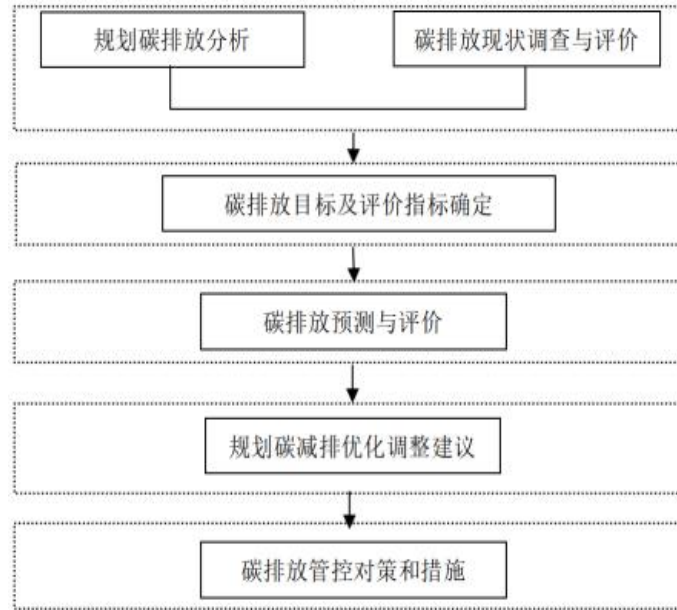 规划碳排放分析
碳排放现状调查与评价
碳排放目标及评价指标确定
碳排放预测与评价
规划碳减排优化调整建议
碳排放管控对策和措施